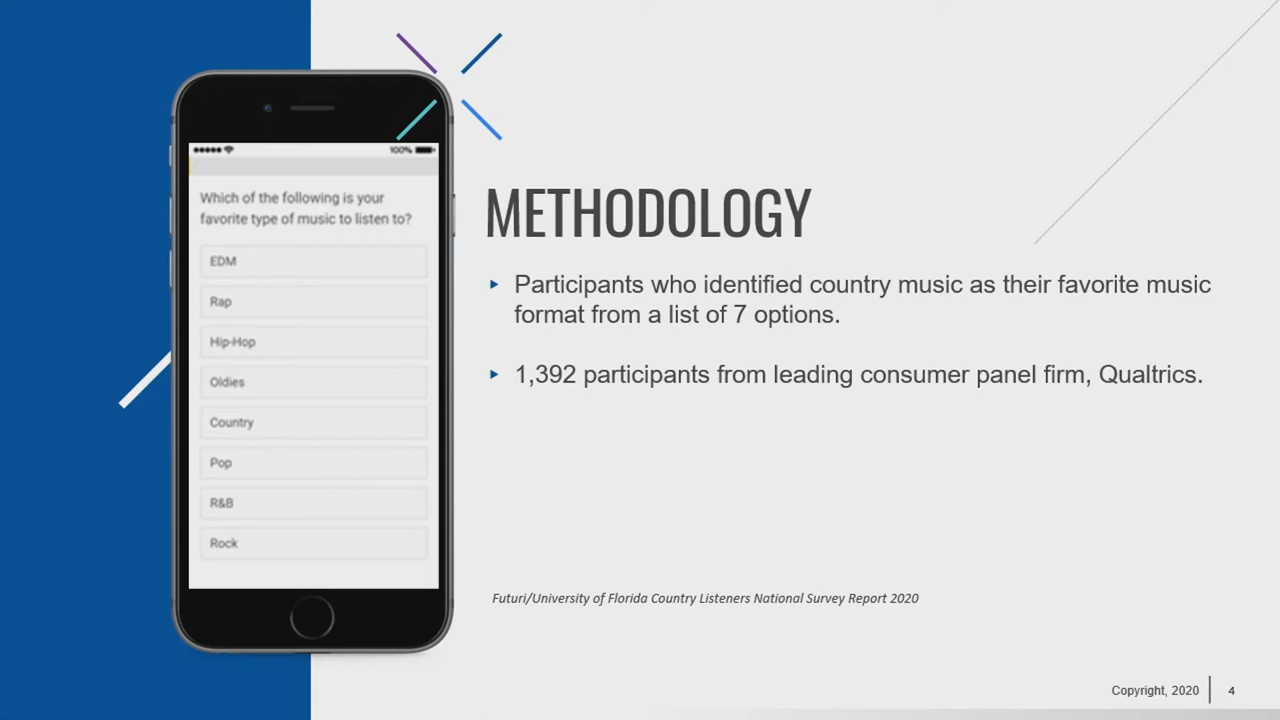 100%
Which of the following is your
favorite type of music to listen to?
EDM
Rap
Hip-Hop
Oldies
Country
Pop
R&B
Rock
METHODOLOGY
Participants who identified country music as their favorite music
format from a list of 7 options.
1,392 participants from leading consumer panel firm, Qualtrics.
Futuri/University of Florida Country Listeners National Survey Report 2020
Copyright, 2020 4